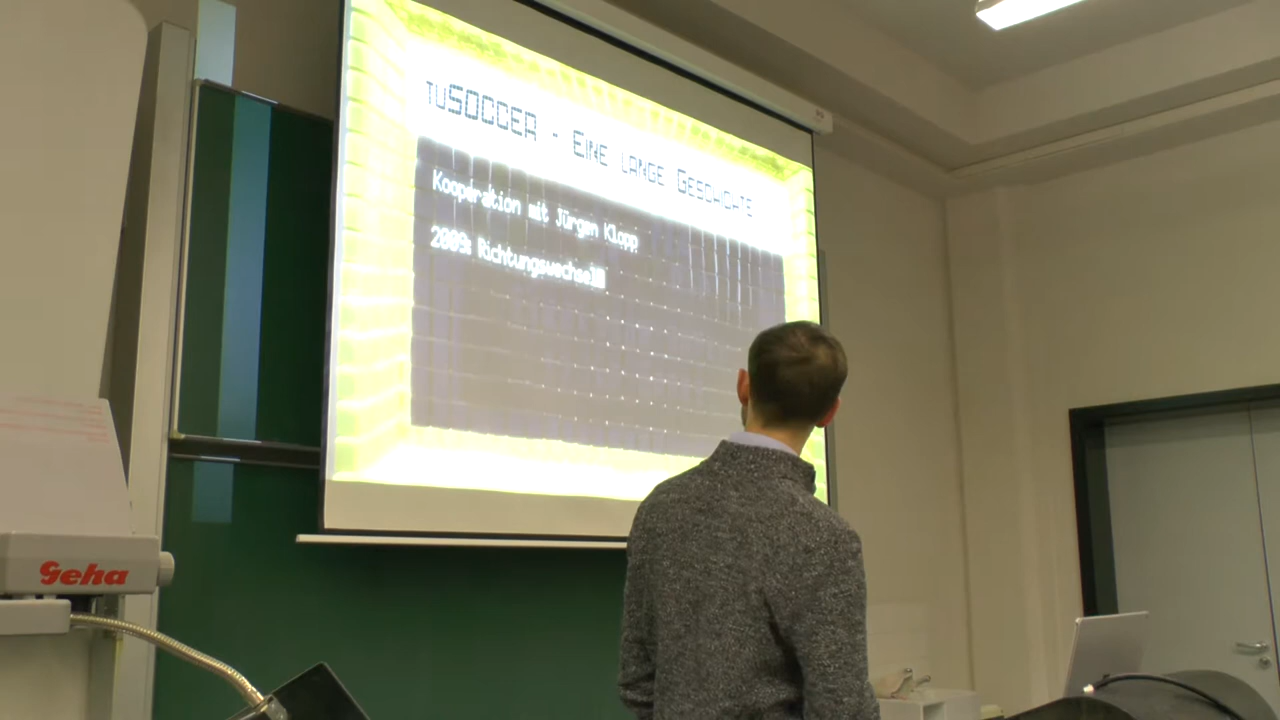 TUSOCCER - EINE LANGE GESCHICHTE
Kooperation mit Jürgen Klopp
2009: Richtungswechsel
Geha